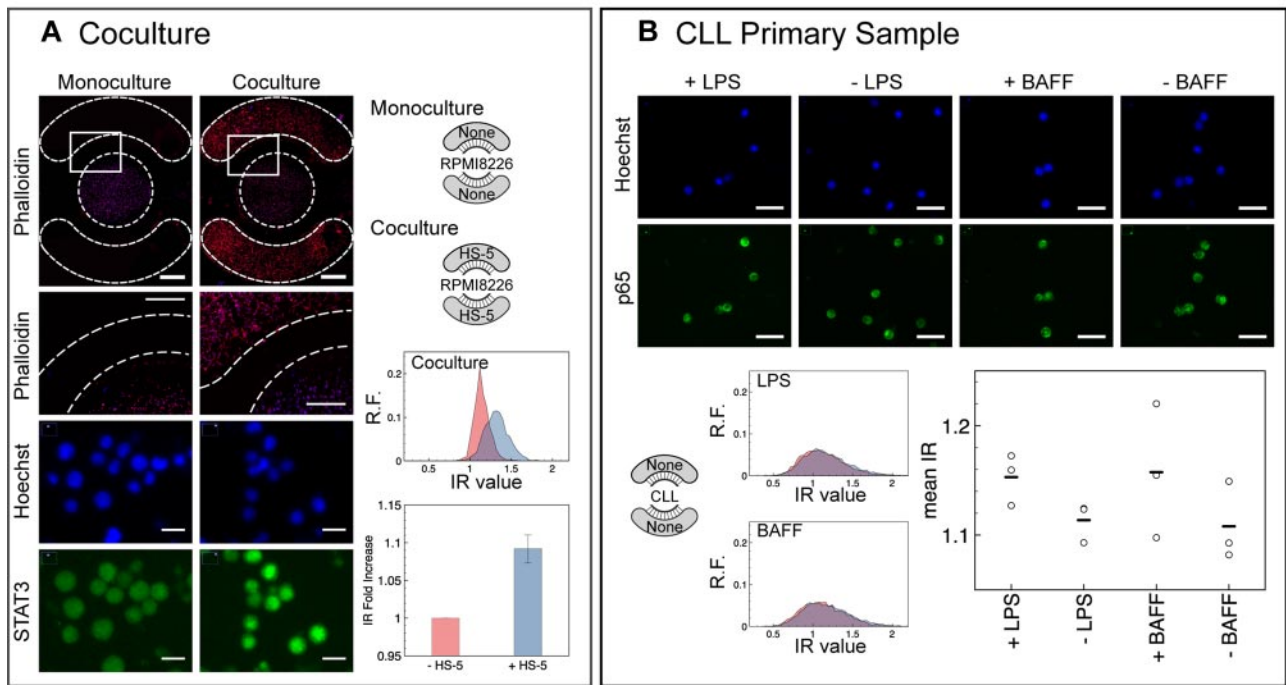 A Coculture
Monoculture
Coculture
Phalloidin
Phalloidin
Hoechst
STAT3
Monoculture
None
RPMI8226
None
Coculture
HS-5
RPMI8226
HS-5
Coculture
R.F.
0.2
0.1
0
0.5
1
1.5
2
IR value
IR Fold Increase
1.15
1.1
1.05
1
0.95
- HS-5
+ HS-5
B CLL Primary Sample
+ LPS
- LPS
+ BAFF
- BAFF
Hoechst
p65
None
CLL
None
LPS
R.F.
0.2
0.1
0
0.5
1
1.5
2
IR value
BAFF
R.F.
0.2
0.1
0
0.5
1
1.5
2
IR value
mean IR
1.2
1.1
+ LPS
- LPS
+ BAFF
- BAFF